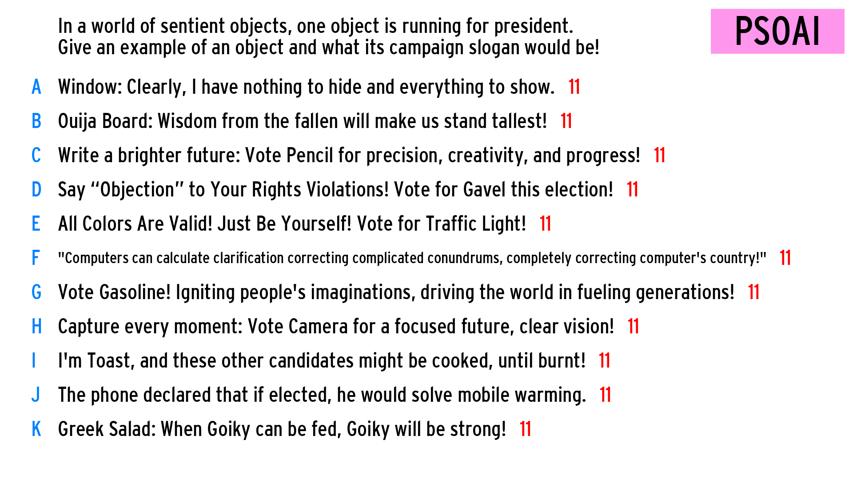 In a world of sentient objects, one object is running for president.
Give an example of an object and what its campaign slogan would be!
PSOAI
A Window: Clearly, I have nothing to hide and everything to show. 11
B Ouija Board: Wisdom from the fallen will make us stand tallest! 11
C Write a brighter future: Vote Pencil for precision, creativity, and progress! 11
D Say “Objection” to Your Rights Violations! Vote for Gavel this election! 11
E All Colors Are Valid! Just Be Yourself! Vote for Traffic Light! 11
F "Computers can calculate clarification correcting complicated conundrums, completely correcting computer's country!" 11
G Vote Gasoline! Igniting people's imaginations, driving the world in fueling generations! 11
H Capture every moment: Vote Camera for a focused future, clear vision! 11
I I'm Toast, and these other candidates might be cooked, until burnt! 11
J The phone declared that if elected, he would solve mobile warming. 11
K Greek Salad: When Goiky can be fed, Goiky will be strong! 11